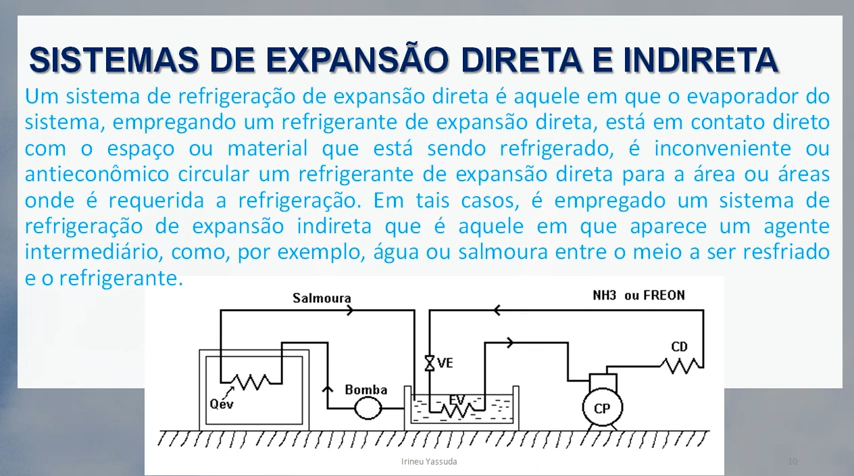 SISTEMAS DE EXPANSÃO DIRETA E INDIRETA
Um sistema de refrigeração de expansão direta é aquele em que o evaporador do
sistema, empregando um refrigerante de expansão direta, está em contato direto
com o espaço ou material que está sendo refrigerado, é inconveniente ou
antieconômico circular um refrigerante de expansão direta para a área ou áreas
onde é requerida a refrigeração. Em tais casos, é empregado um sistema de
refrigeração de expansão indireta que é aquele em que aparece um agente
intermediário, como, por exemplo, água ou salmoura entre o meio a ser resfriado
e o refrigerante.
Salmoura
NH3 ou FREON
CD
VE
Bomba
EV
Qev
CP
Irineu Yassuda
10